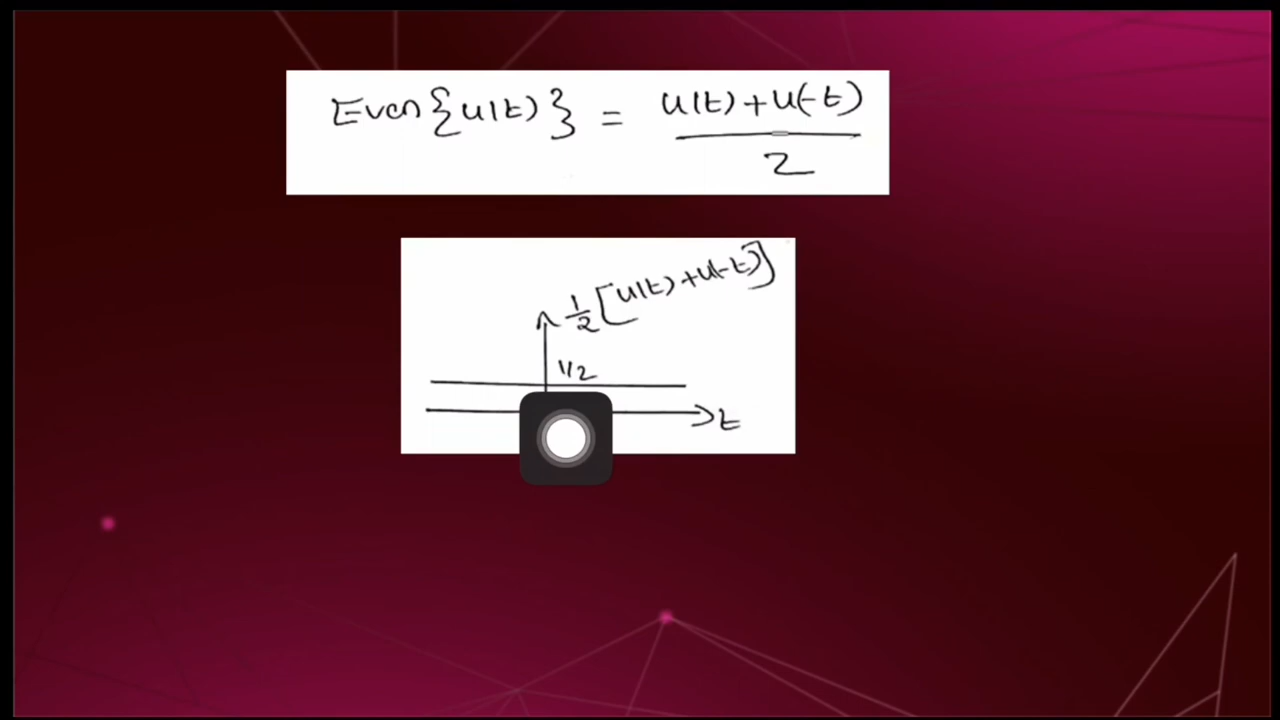 Even{u(t)} = u(t)+u(-t)
2
1/2 [u(t)+u(-t)]
1/2
t